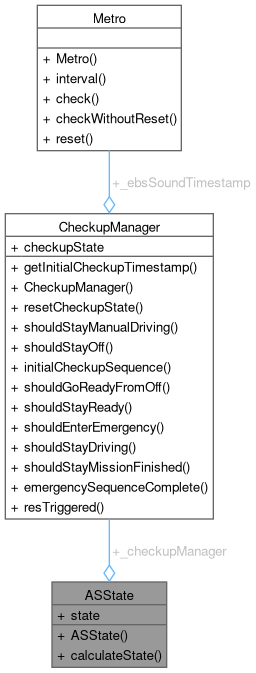 Metro
+ Metro()
+ interval()
+ check()
+ checkWithoutReset()
+ reset()
+_ebsSoundTimestamp
CheckupManager
+ checkupState
+ getInitialCheckupTimestamp()
+ CheckupManager()
+ resetCheckupState()
+ shouldStayManualDriving()
+ shouldStayOff()
+ initialCheckupSequence()
+ shouldGoReadyFromOff()
+ shouldStayReady()
+ shouldEnterEmergency()
+ shouldStayDriving()
+ shouldStayMissionFinished()
+ emergencySequenceComplete()
+ resTriggered()
+_checkupManager
ASState
+ state
+ ASState()
+ calculateState()